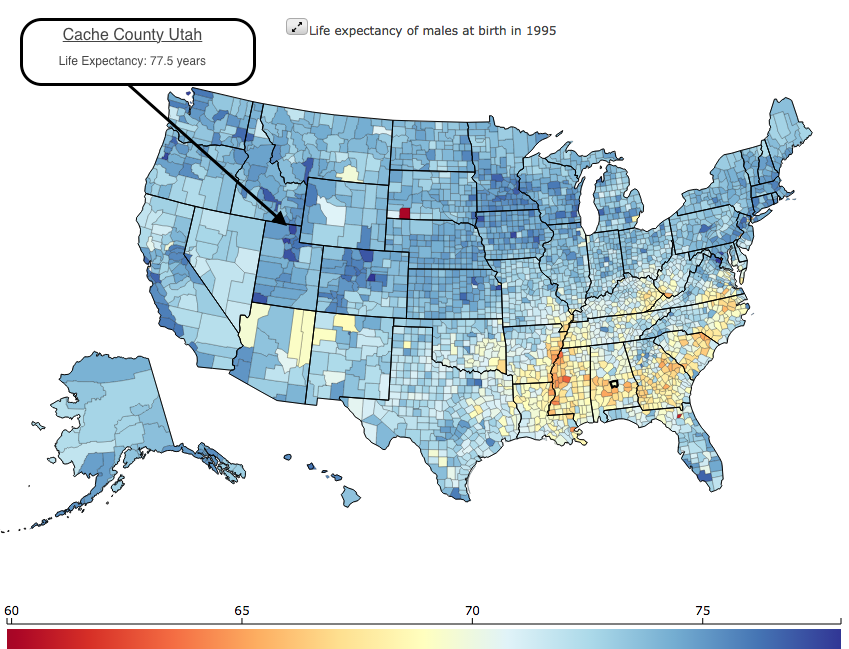 Cache County Utah
Life Expectancy: 77.5 years
Life expectancy of males at birth in 1995
60 65 70 75